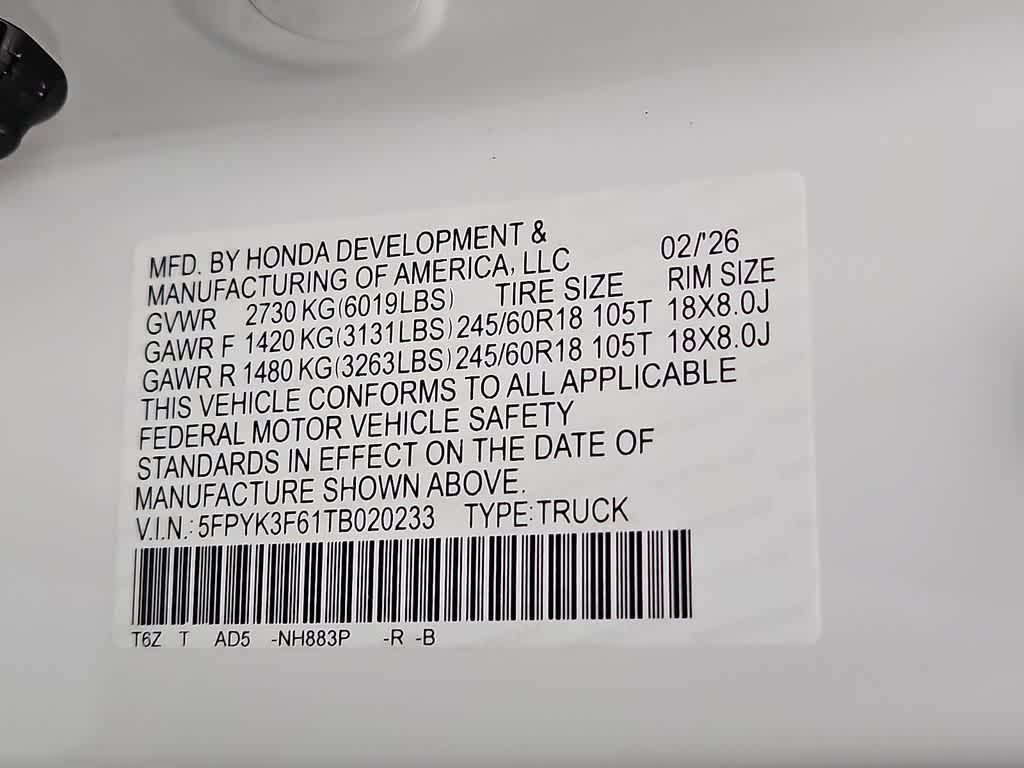 MFD. BY HONDA DEVELOPMENT &
MANUFACTURING OF AMERICA, LLC 02/'26
GVWR 2730 KG(6019LBS) TIRE SIZE RIM SIZE
GAWR F 1420 KG(3131LBS) 245/60R18 105T 18X8.0J
GAWR R 1480 KG(3263LBS) 245/60R18 105T 18X8.0J
THIS VEHICLE CONFORMS TO ALL APPLICABLE
FEDERAL MOTOR VEHICLE SAFETY
STANDARDS IN EFFECT ON THE DATE OF
MANUFACTURE SHOWN ABOVE.
V.I.N.: 5FPYK3F61TB020233 TYPE:TRUCK
T6Z T AD5 -NH883P -R -B